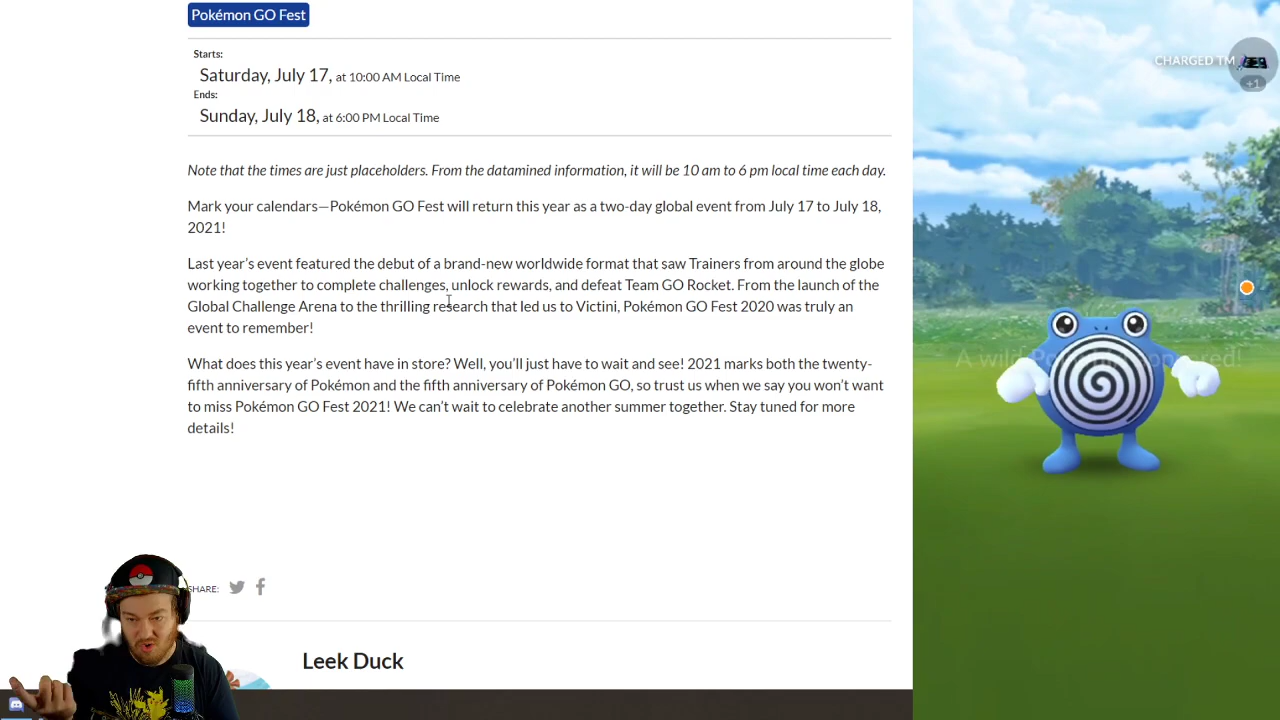 Pokémon GO Fest
Starts:
Saturday, July 17, at 10:00 AM Local Time
Ends:
Sunday, July 18, at 6:00 PM Local Time
Note that the times are just placeholders. From the datamined information, it will be 10 am to 6 pm local time each day.
Mark your calendars—Pokémon GO Fest will return this year as a two-day global event from July 17 to July 18,
2021!
Last year's event featured the debut of a brand-new worldwide format that saw Trainers from around the globe
working together to complete challenges, unlock rewards, and defeat Team GO Rocket. From the launch of the
Global Challenge Arena to the thrilling research that led us to Victini, Pokémon GO Fest 2020 was truly an
event to remember!
What does this year's event have in store? Well, you'll just have to wait and see! 2021 marks both the twenty-
fifth anniversary of Pokémon and the fifth anniversary of Pokémon GO, so trust us when we say you won't want
to miss Pokémon GO Fest 2021! We can't wait to celebrate another summer together. Stay tuned for more
details!
SHARE:
Leek Duck
CHARGED TM
+1
A wild